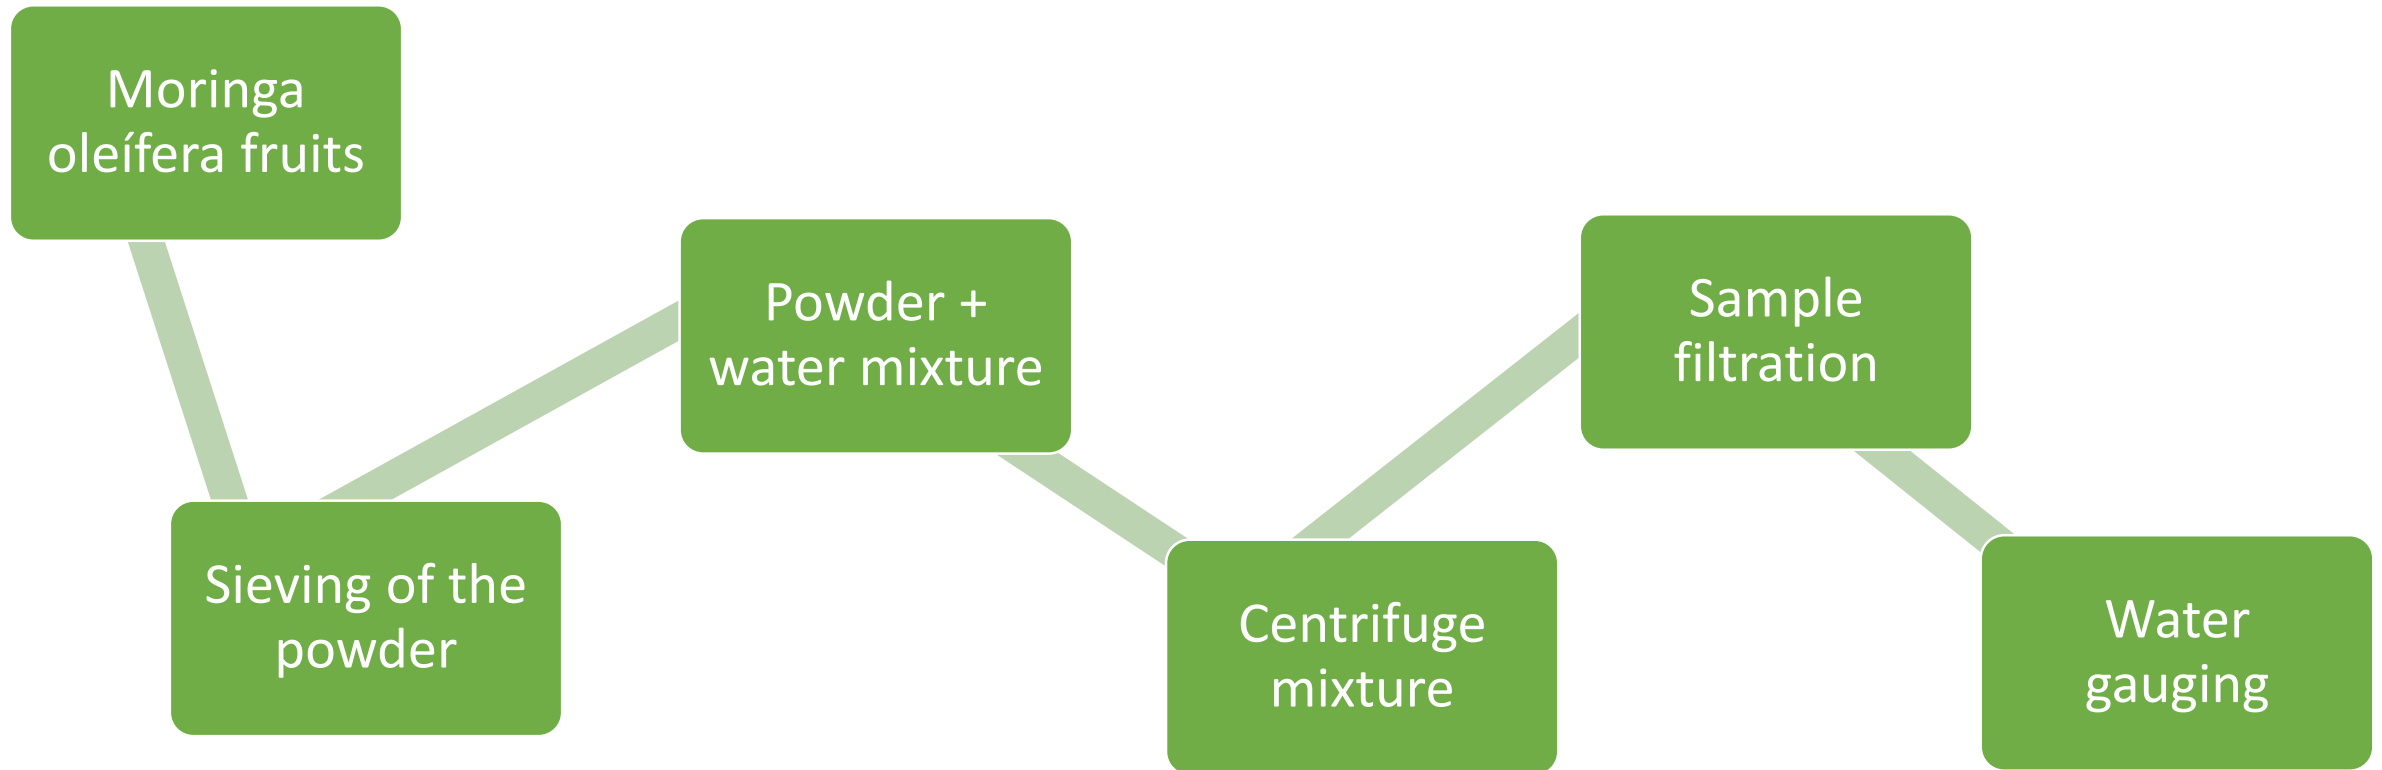 Moringa
oleífera fruits
Sieving of the
powder
Powder +
water mixture
Centrifuge
mixture
Sample
filtration
Water
gauging